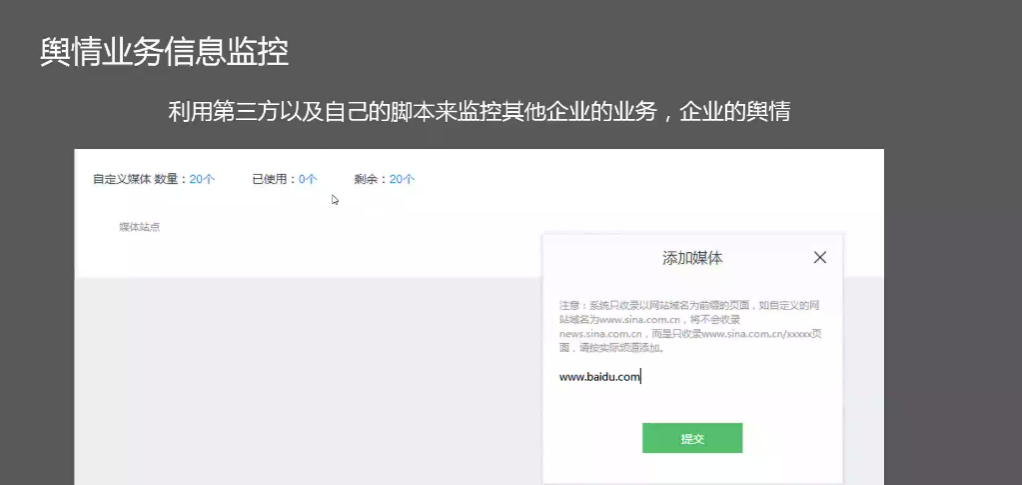 舆情业务信息监控
利用第三方以及自己的脚本来监控其他企业的业务，企业的舆情
自定义媒体 数量：20个 已使用：0个 剩余：20个
媒体站点
添加媒体
注意：系统只收录以网站域名为前缀的页面，如自定义的网
站域名为www.sina.com.cn，将不会收录
news.sina.com.cn，而是只收录www.sina.com.cn/xxxxx页
面，请按实际频道添加。
www.baidu.com
提交